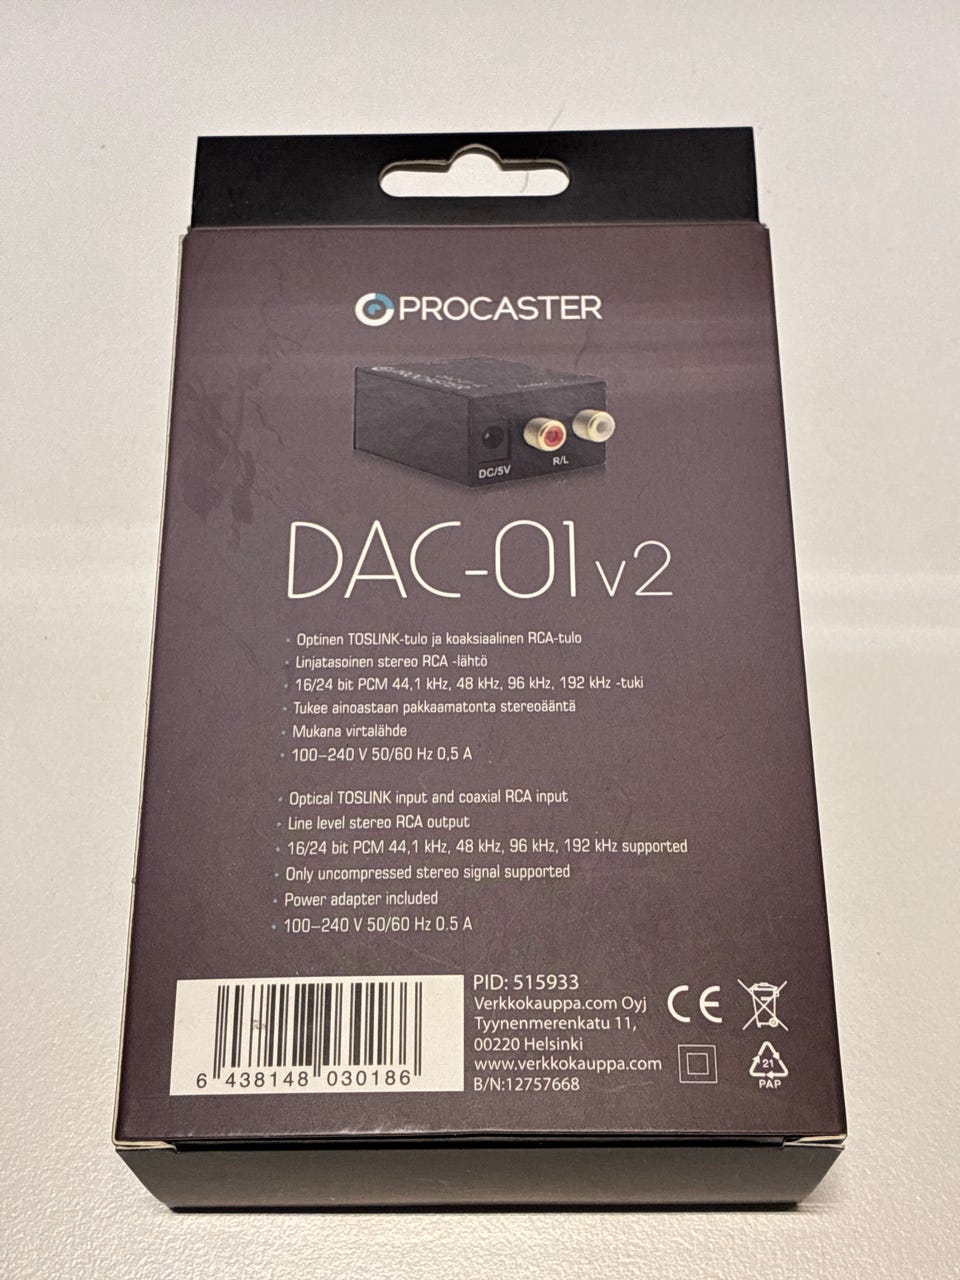 PROCASTER
PROCASTER
DC/5V
R/L
DAC-01 v2
• Optinen TOSLINK-tulo ja koaksiaalinen RCA-tulo
• Linjatasoinen stereo RCA -lähtö
• 16/24 bit PCM 44,1 kHz, 48 kHz, 96 kHz, 192 kHz -tuki
• Tukee ainoastaan pakkaamatonta stereoääntä
• Mukana virtalähde
• 100–240 V 50/60 Hz 0,5 A
• Optical TOSLINK input and coaxial RCA input
• Line level stereo RCA output
• 16/24 bit PCM 44,1 kHz, 48 kHz, 96 kHz, 192 kHz supported
• Only uncompressed stereo signal supported
• Power adapter included
• 100–240 V 50/60 Hz 0.5 A
6 438148 030186
PID: 515933
Verkkokauppa.com Oyj
Tyynenmerenkatu 11,
00220 Helsinki
www.verkkokauppa.com
B/N:12757668
CE
21
PAP